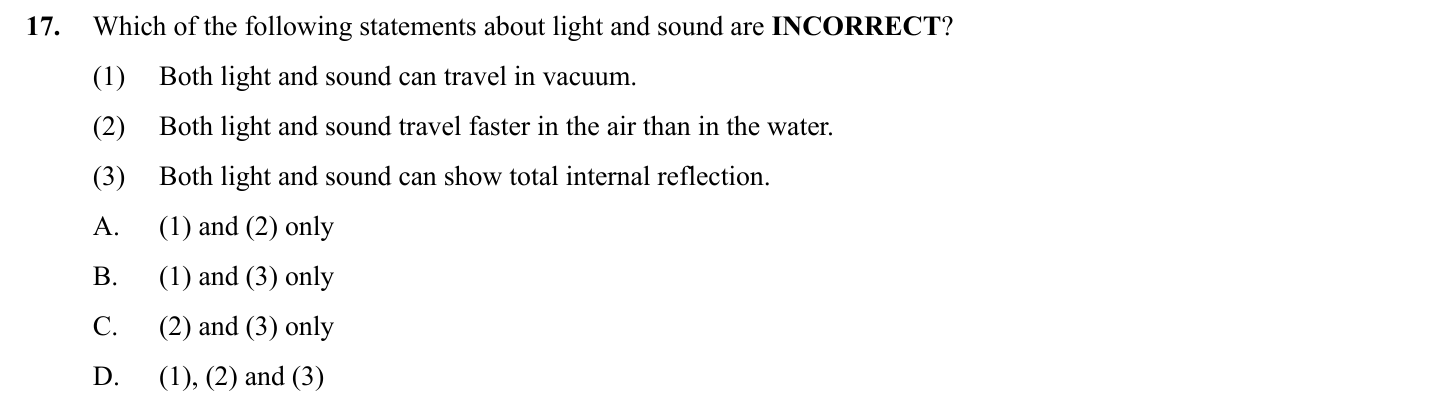 17. Which of the following statements about light and sound are INCORRECT?
(1) Both light and sound can travel in vacuum.
(2) Both light and sound travel faster in the air than in the water.
(3) Both light and sound can show total internal reflection.
A. (1) and (2) only
B. (1) and (3) only
C. (2) and (3) only
D. (1), (2) and (3)